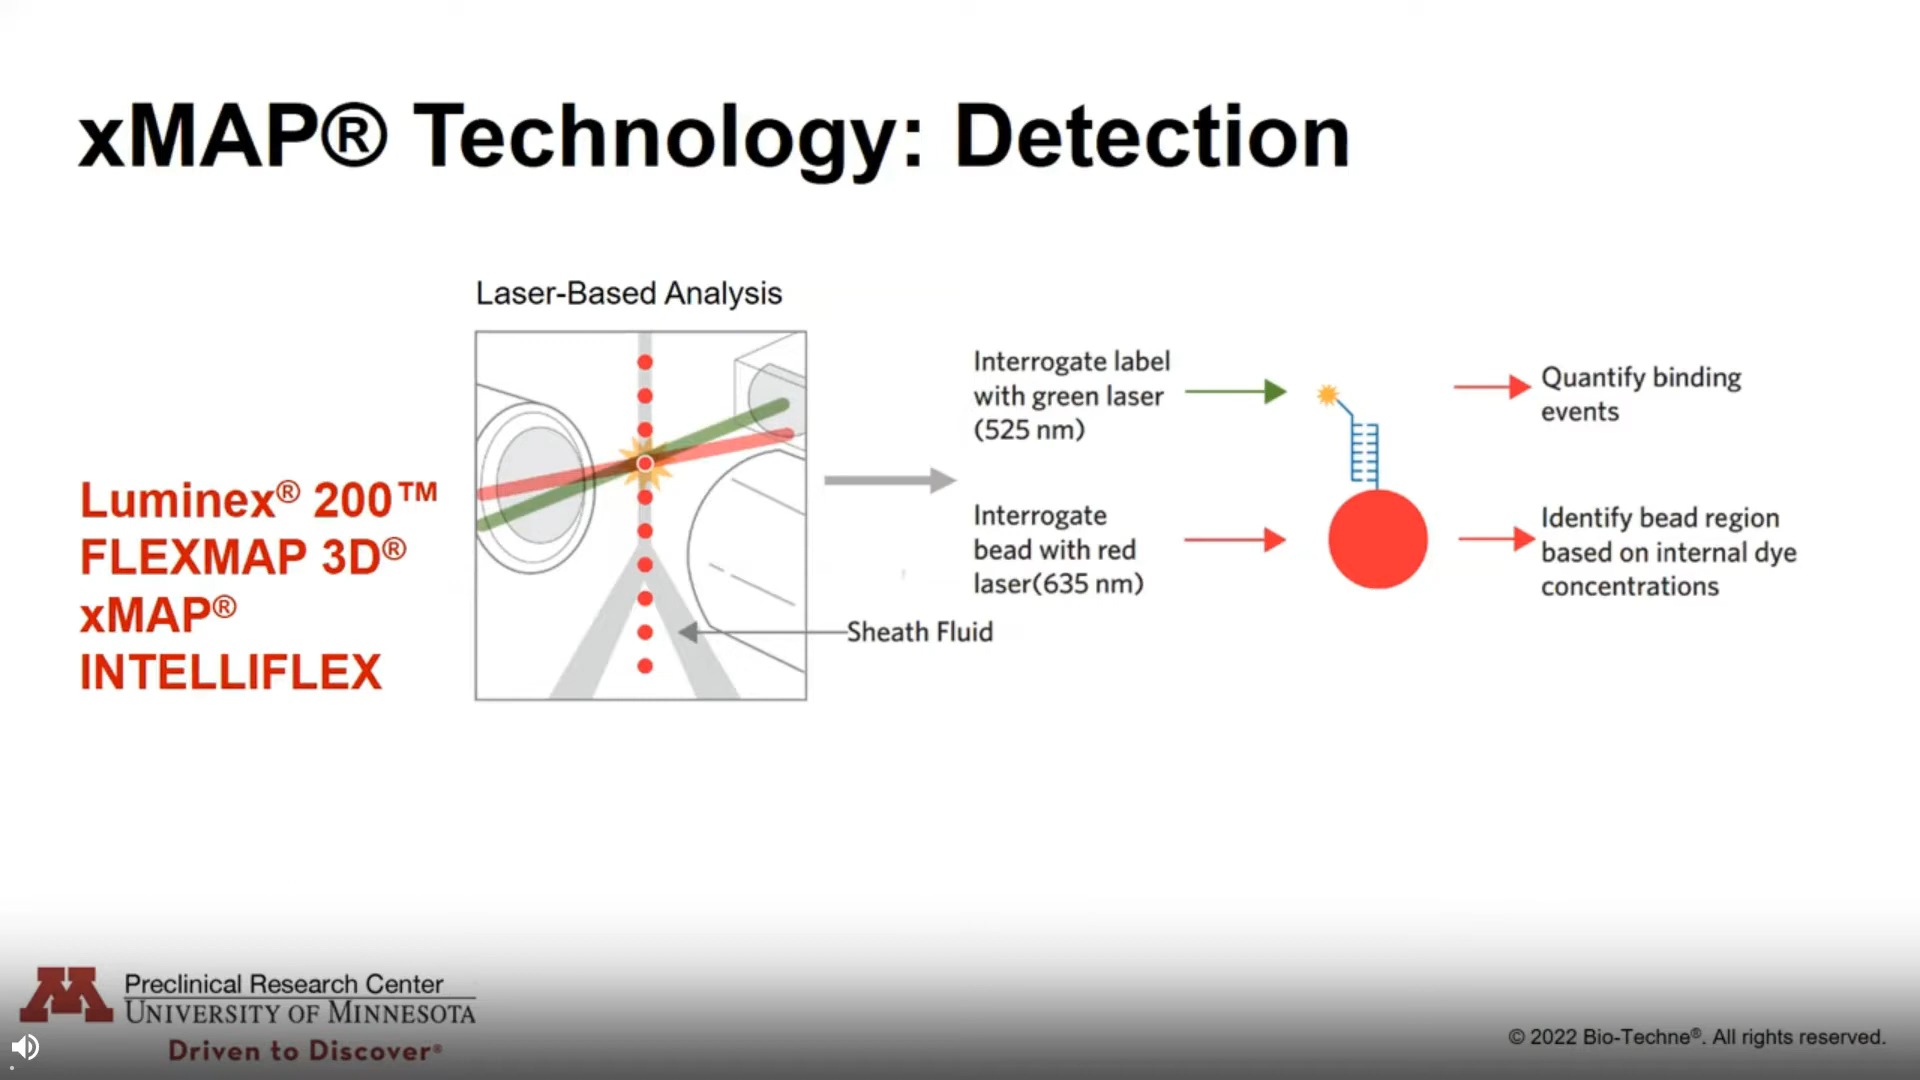 xMAP® Technology: Detection
Laser-Based Analysis
Luminex® 200™
FLEXMAP 3D®
xMAP®
INTELLIFLEX
Interrogate label
with green laser
(525 nm)
Interrogate
bead with red
laser(635 nm)
Sheath Fluid
Quantify binding
events
Identify bead region
based on internal dye
concentrations
M
Preclinical Research Center
UNIVERSITY OF MINNESOTA
Driven to Discover®
© 2022 Bio-Techne®. All rights reserved.